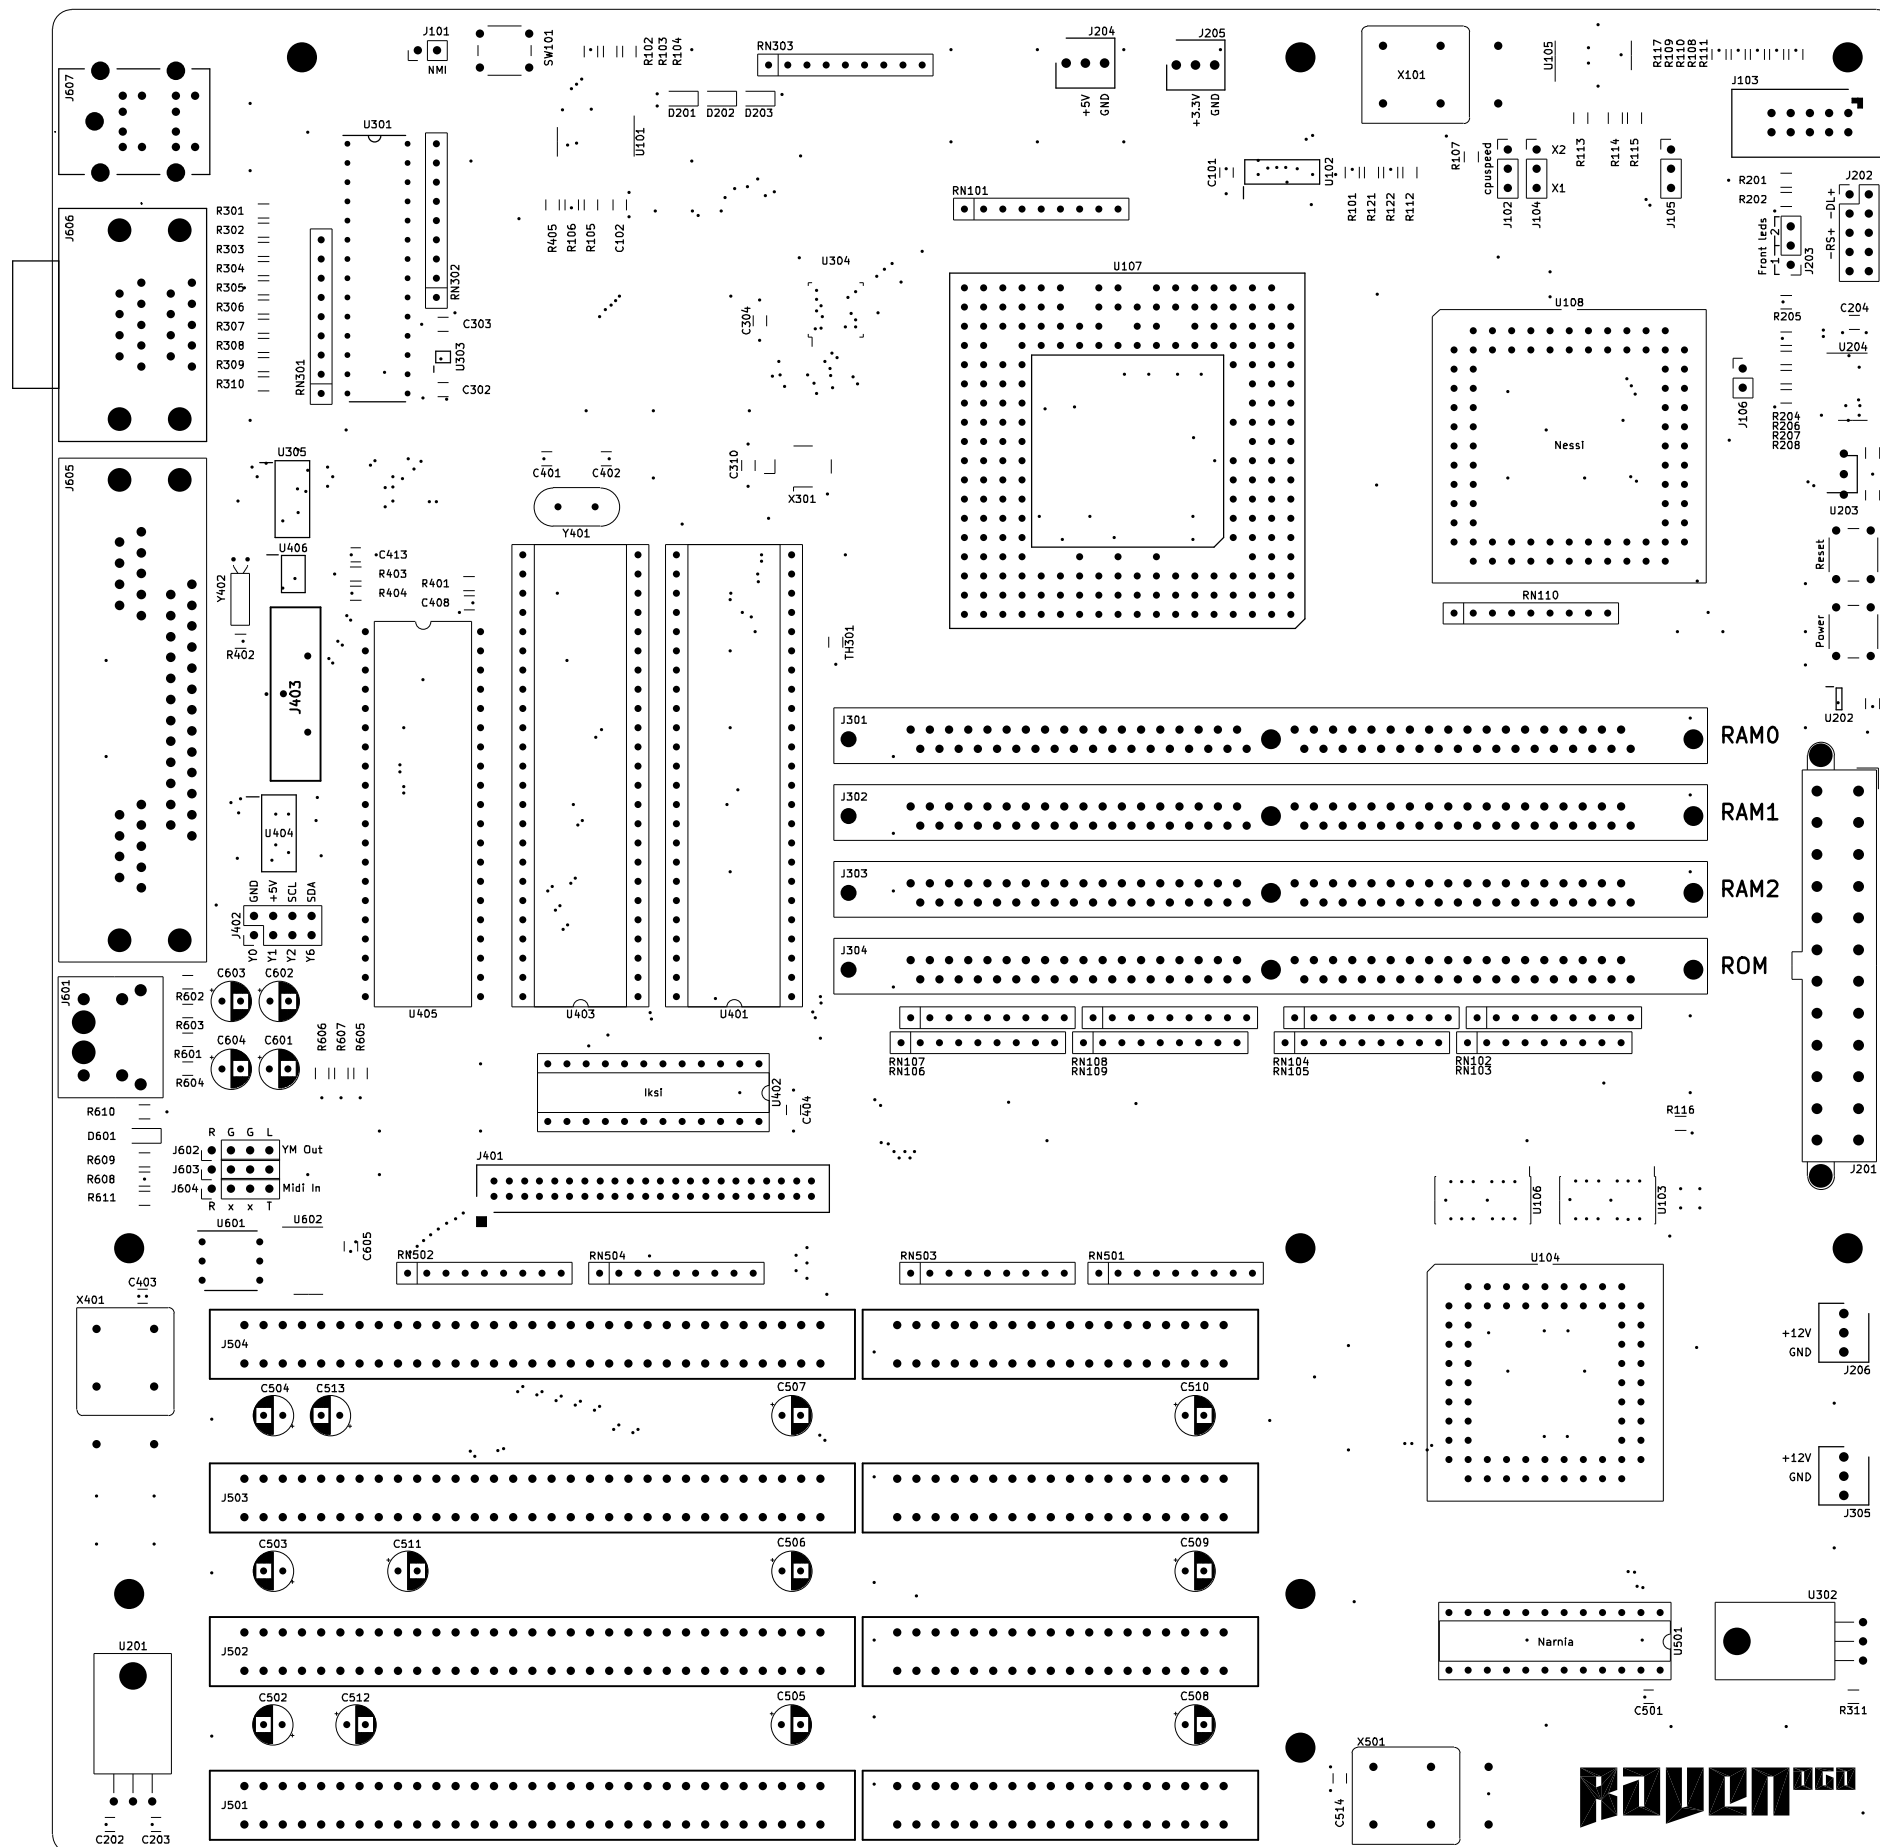 J101
NMI
SW101
R102
R103
R104
RN303
J204
+5V
GND
J205
+3.3V
GND
X101
U105
R117
R109
R110
R108
R111
J103
J607
U301
D201
D202
D203
U101
C101
U102
R107
cpuspeed
X2
X1
J102
J104
R113
R114
R115
J105
R201
R202
J202
-DL+
-RS+
RN101
R101
R121
R122
R112
R301
R302
R303
R304
R305
R306
R307
R308
R309
R310
J606
R405
R106
R105
C102
RN302
U304
U107
Front leds
1
2
J203
C303
U303
C302
RN301
C304
U108
Nessi
R205
C204
U204
J106
R204
R206
R207
R208
J605
U305
C401
C402
C310
X301
Y401
U203
U406
Y402
C413
R403
R404
R401
C408
R402
TH301
RN110
Reset
Power
J403
J301
RAM0
U202
J302
RAM1
U404
J303
RAM2
GND
+5V
SCL
SDA
J402
Y0
Y1
Y2
Y6
J304
ROM
J601
C603
C602
R602
R603
R601
R604
C604
C601
R606
R607
R605
U405
U403
U401
RN107
RN106
RN108
RN109
RN104
RN105
RN102
RN103
Iksi
U402
C404
R116
J201
R610
D601
R609
R608
R611
R G G L
J602
YM Out
J603
J604
Midi In
R x x T
J401
U106
U103
U601
U602
C605
RN502
RN504
RN503
RN501
U104
C403
X401
J504
+12V
GND
J206
C504
C513
C507
C510
J503
+12V
GND
J305
C503
C511
C506
C509
U302
U201
J502
Narnia
U501
C502
C512
C505
C508
C501
R311
X501
J501
C514
C202
C203
RAVEN 060